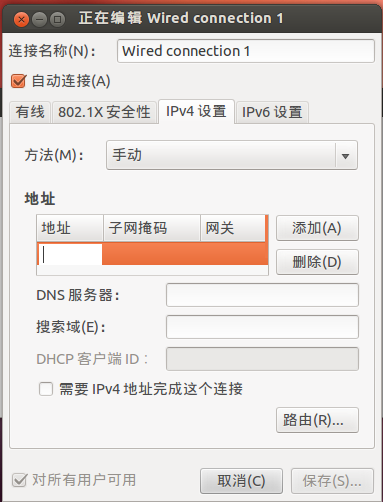 正在编辑 Wired connection 1
连接名称(N)： Wired connection 1
自动连接(A)
有线 802.1X 安全性 IPv4 设置 IPv6 设置
方法(M)： 手动
地址
地址 子网掩码 网关 添加(A)
删除(D)
DNS 服务器：
搜索域(E)：
DHCP 客户端 ID：
需要 IPv4 地址完成这个连接
路由(R)...
对所有用户可用 取消(C) 保存(S)...